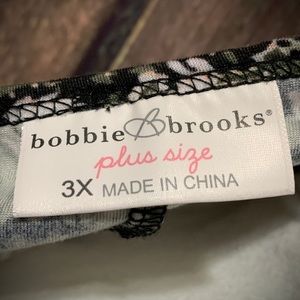 bobbie B brooks®
plus size
3X MADE IN CHINA